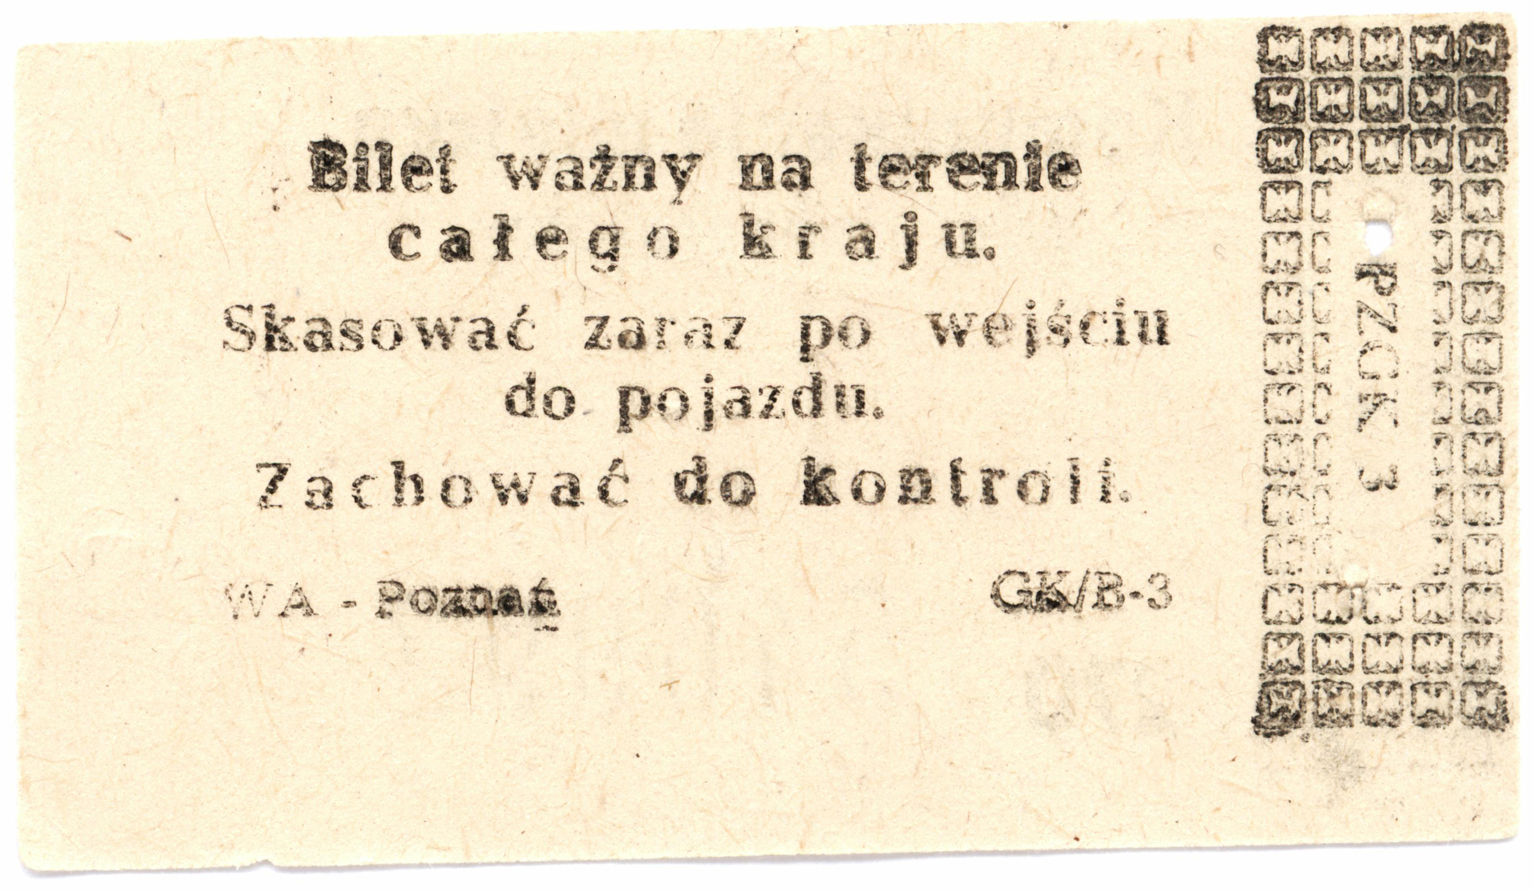 Bilet ważny na terenie
całego kraju.
Skasować zaraz po wejściu
do pojazdu.
Zachować do kontroli.
WA - Poznań
GK/B-3
PZGK 3